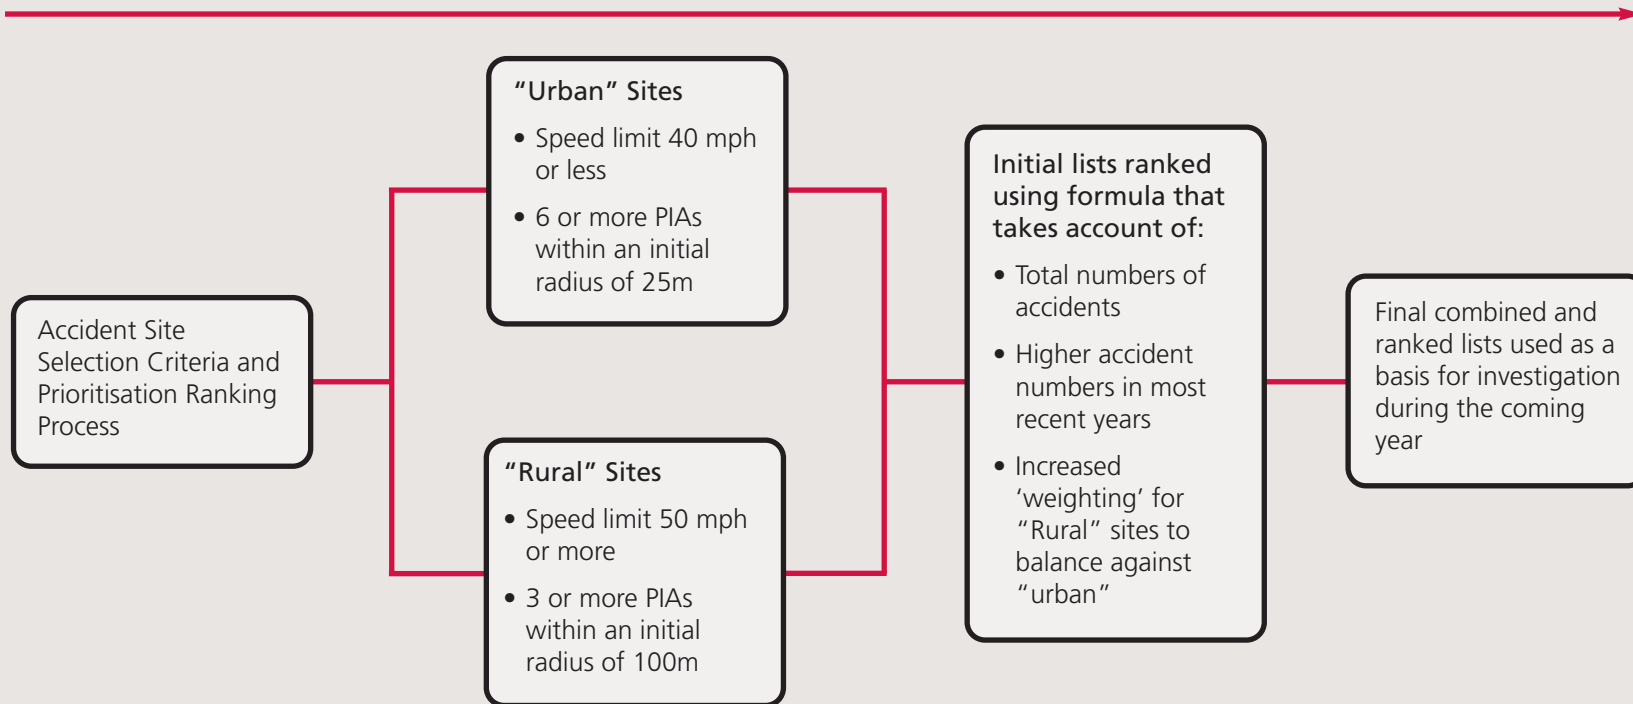 Accident Site
Selection Criteria and
Prioritisation Ranking
Process
“Urban” Sites
• Speed limit 40 mph
or less
• 6 or more PIAs
within an initial
radius of 25m
“Rural” Sites
• Speed limit 50 mph
or more
• 3 or more PIAs
within an initial
radius of 100m
Initial lists ranked
using formula that
takes account of:
• Total numbers of
accidents
• Higher accident
numbers in most
recent years
• Increased
‘weighting’ for
“Rural” sites to
balance against
“urban”
Final combined and
ranked lists used as a
basis for investigation
during the coming
year